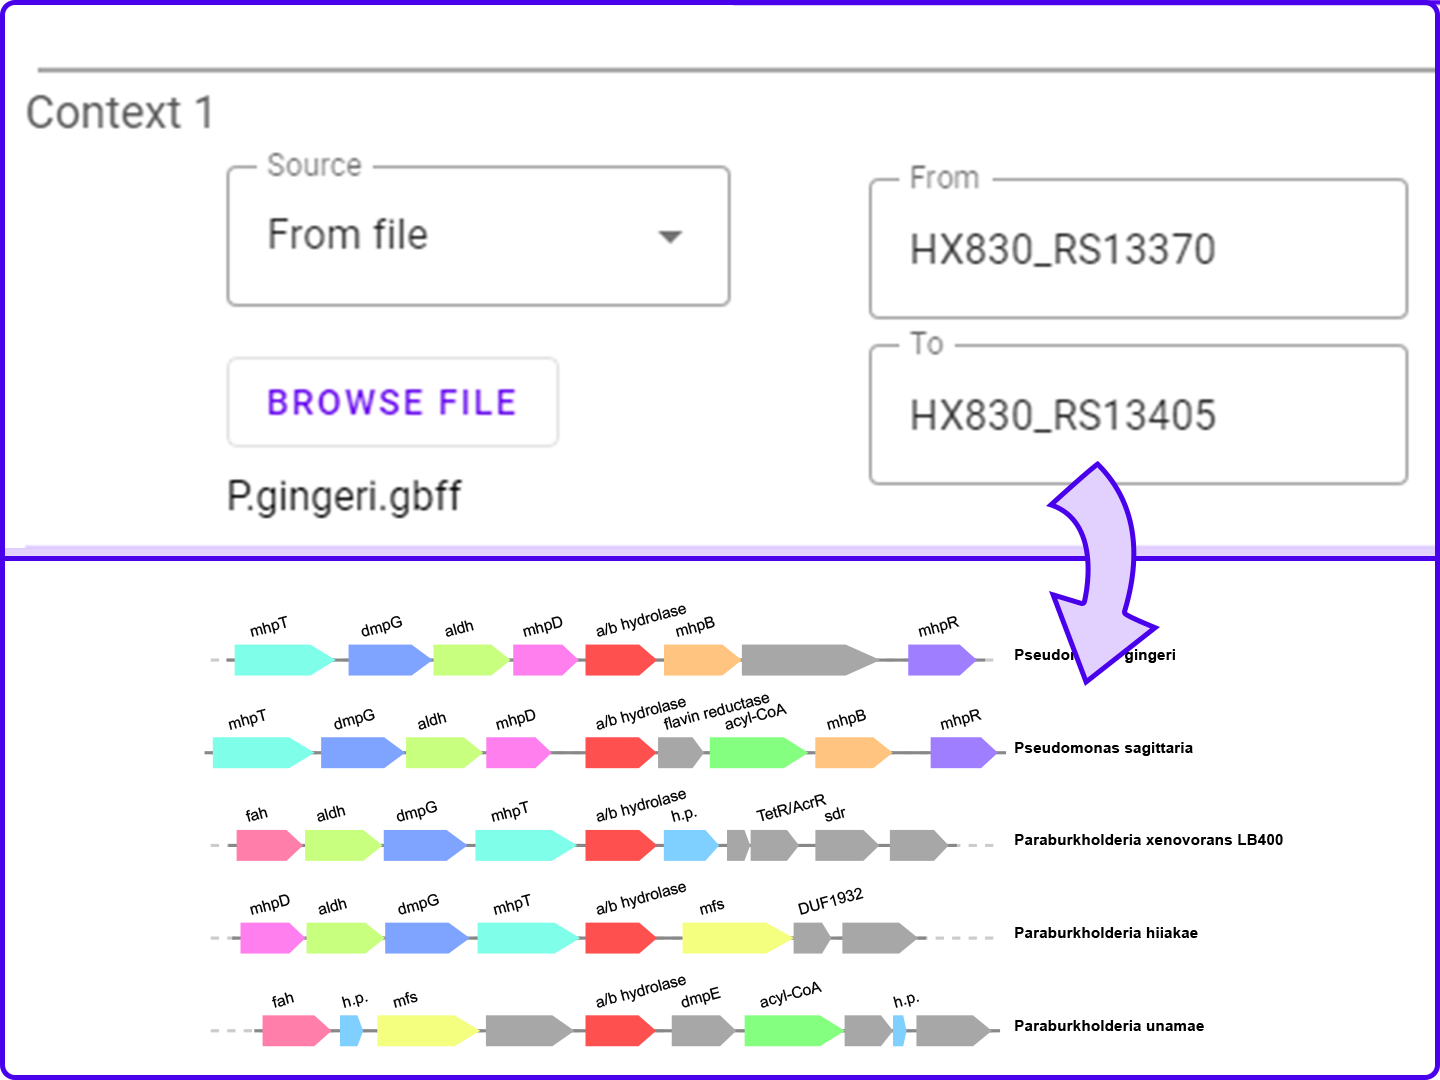 Context 1
Source
From file
From
HX830_RS13370
BROWSE FILE
To
HX830_RS13405
P.gingeri.gbff
mhpT dmpG aldh mhpD a/b hydrolase mhpB mhpR
gingeri
mhpT dmpG aldh mhpD a/b hydrolase flavin reductase acyl-CoA mhpB mhpR
Pseudomonas sagittaria
fah aldh dmpG mhpT a/b hydrolase h.p. TetR/AcrR sdr
Paraburkholderia xenovorans LB400
mhpD aldh dmpG mhpT a/b hydrolase mfs DUF1932
Paraburkholderia hiiakae
fah h.p. mfs a/b hydrolase dmpE acyl-CoA h.p.
Paraburkholderia unamae